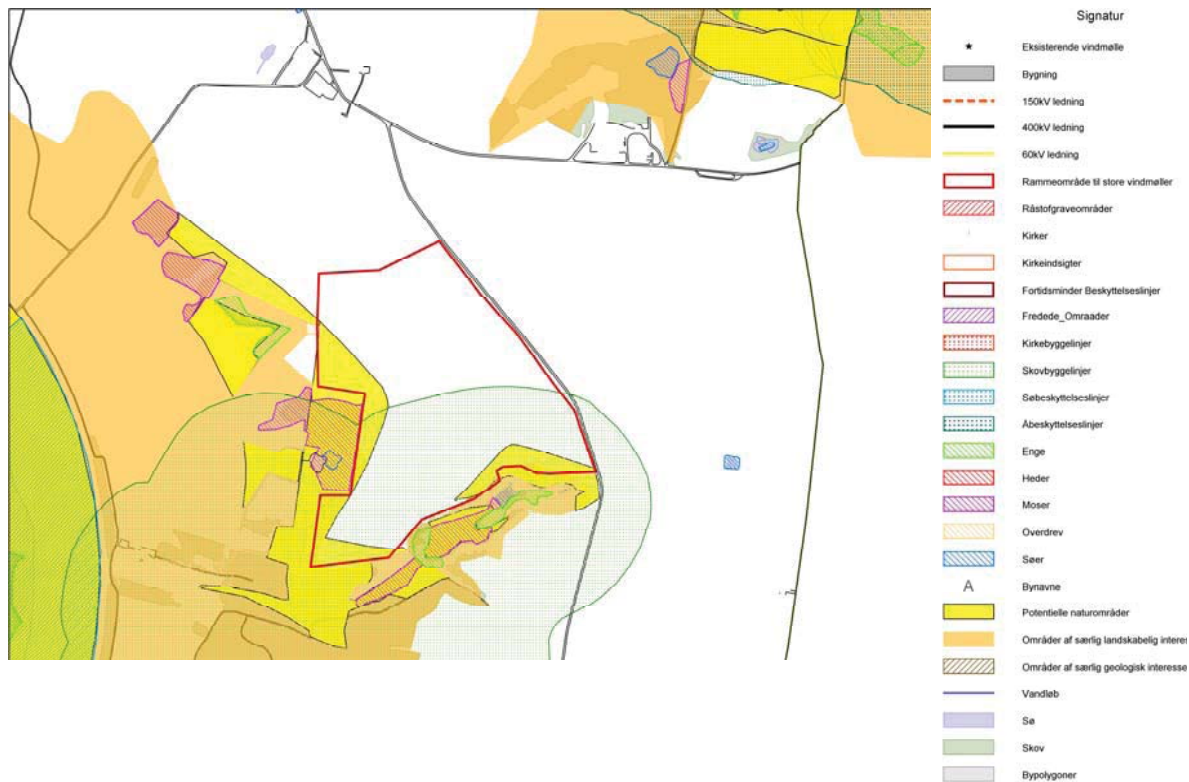 Signatur
Eksisterende vindmølle
Bygning
150kV ledning
400kV ledning
60kV ledning
Rammeområde til store vindmøller
Råstofgraveområder
Kirker
Kirkeindsigter
Fortidsminder Beskyttelseslinjer
Fredede_Omraader
Kirkebyggelinjer
Skovbyggelinjer
Søbeskyttelseslinjer
Åbeskyttelseslinjer
Enge
Heder
Moser
Overdrev
Søer
A Bynavne
Potentielle naturområder
Områder af særlig landskabelig interes
Områder af særlig geologisk interesse
Vandløb
Sø
Skov
Bypolygoner